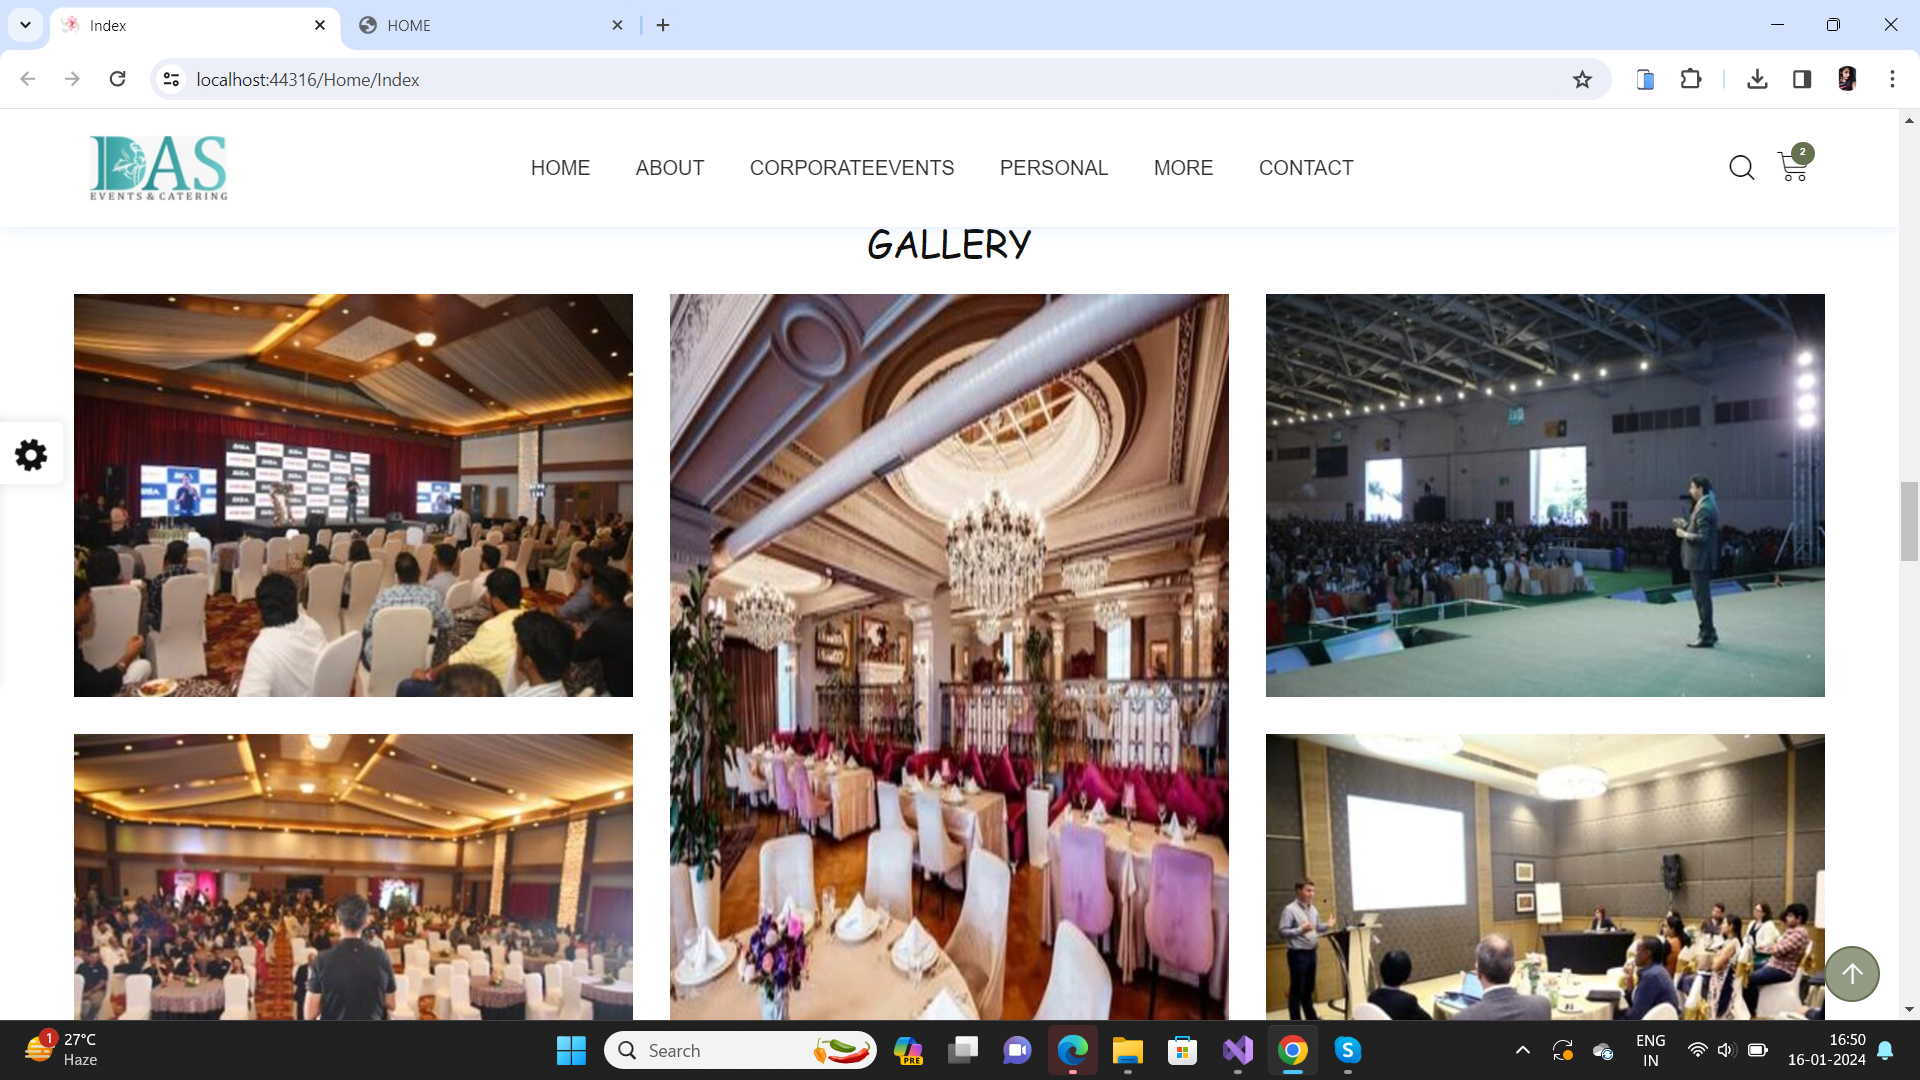 Index
HOME
localhost:44316/Home/Index
DAS
EVENTS & CATERING
HOME
ABOUT
CORPORATEEVENTS
PERSONAL
MORE
CONTACT
2
GALLERY
1
27°C
Haze
Search
PRE
S
ENG
IN
16:50
16-01-2024